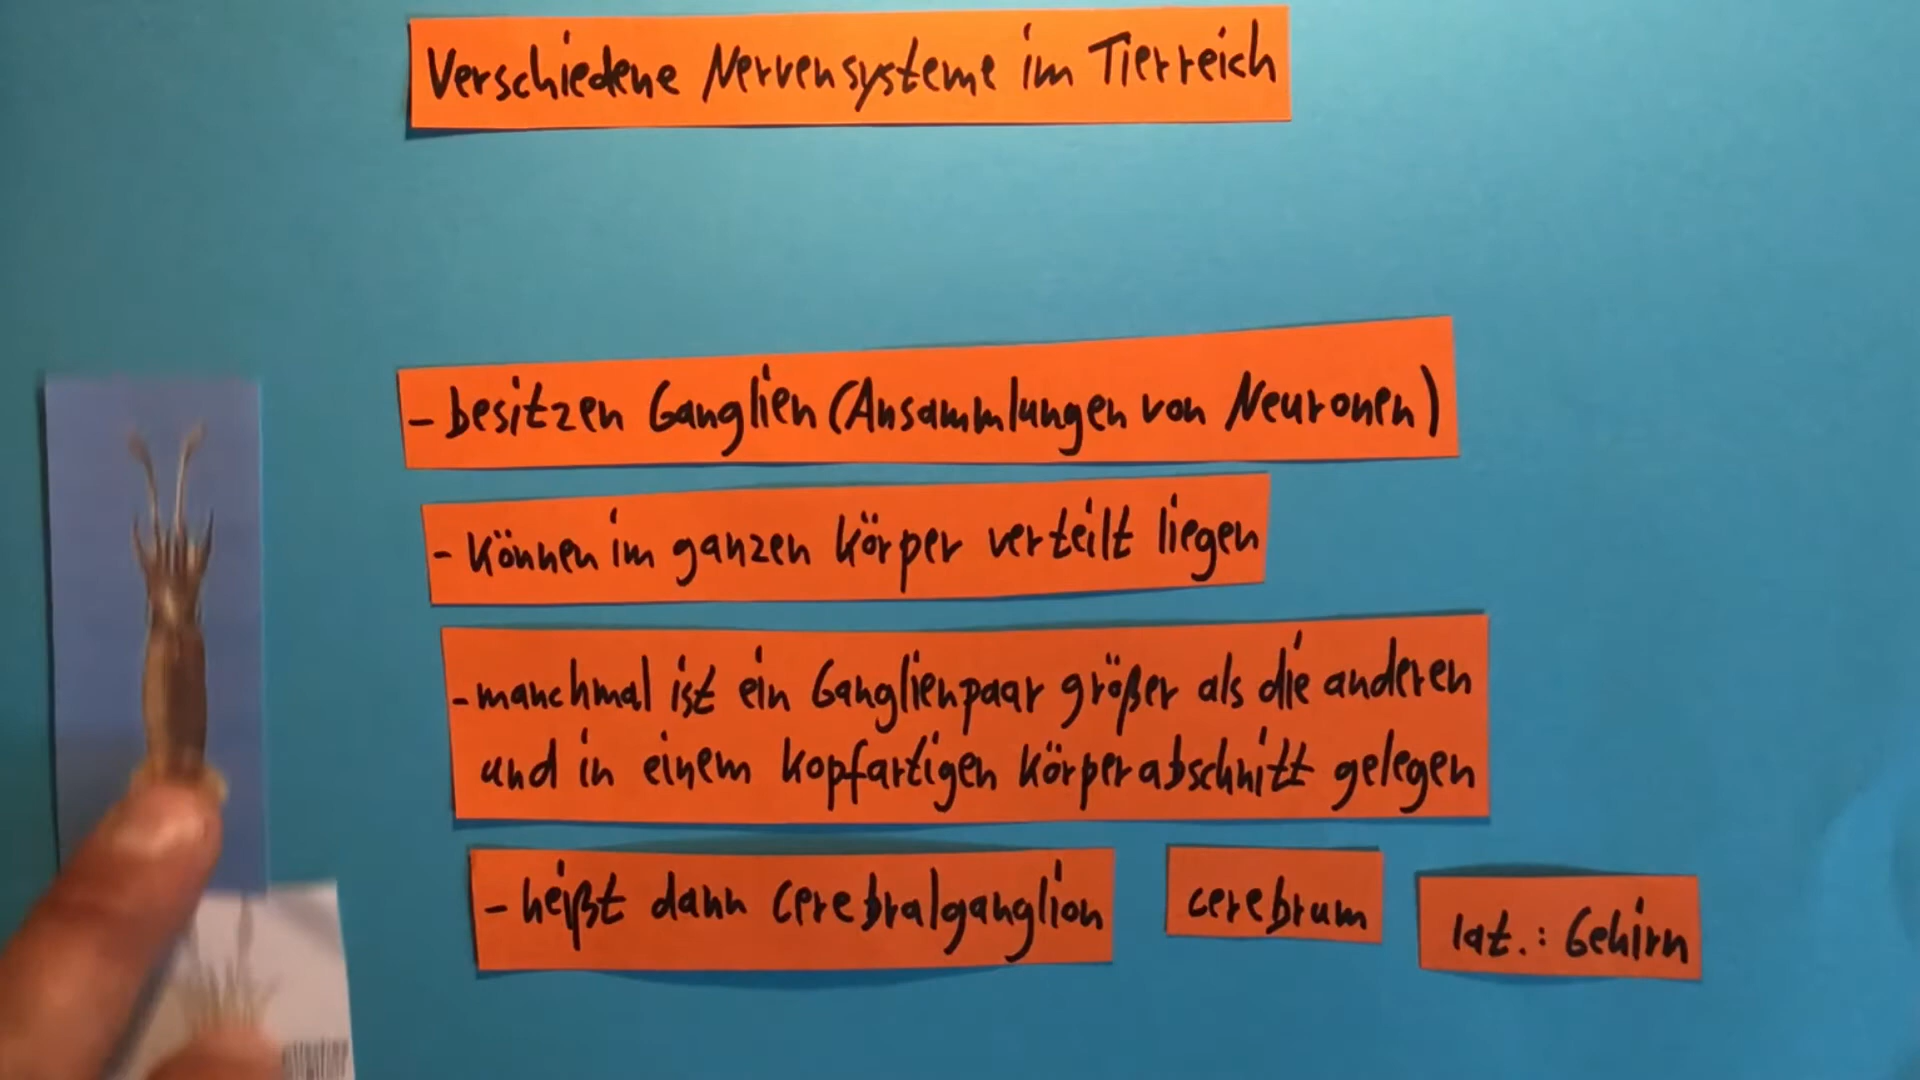 Verschiedene Nervensysteme im Tierreich
- besitzen Ganglien (Ansammlungen von Neuronen)
- können im ganzen Körper verteilt liegen
- manchmal ist ein Ganglienpaar größer als die anderen
und in einem kopfartigen Körperabschnitt gelegen
- heißt dann Cerebralganglion
cerebrum
lat.: Gehirn